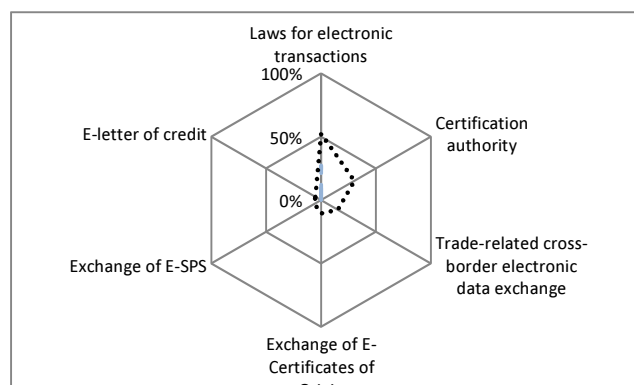 Laws for electronic
transactions
100%
E-letter of credit
50%
Certification
authority
0%
Exchange of E-SPS
Trade-related cross-
border electronic
data exchange
Exchange of E-
Certificates of